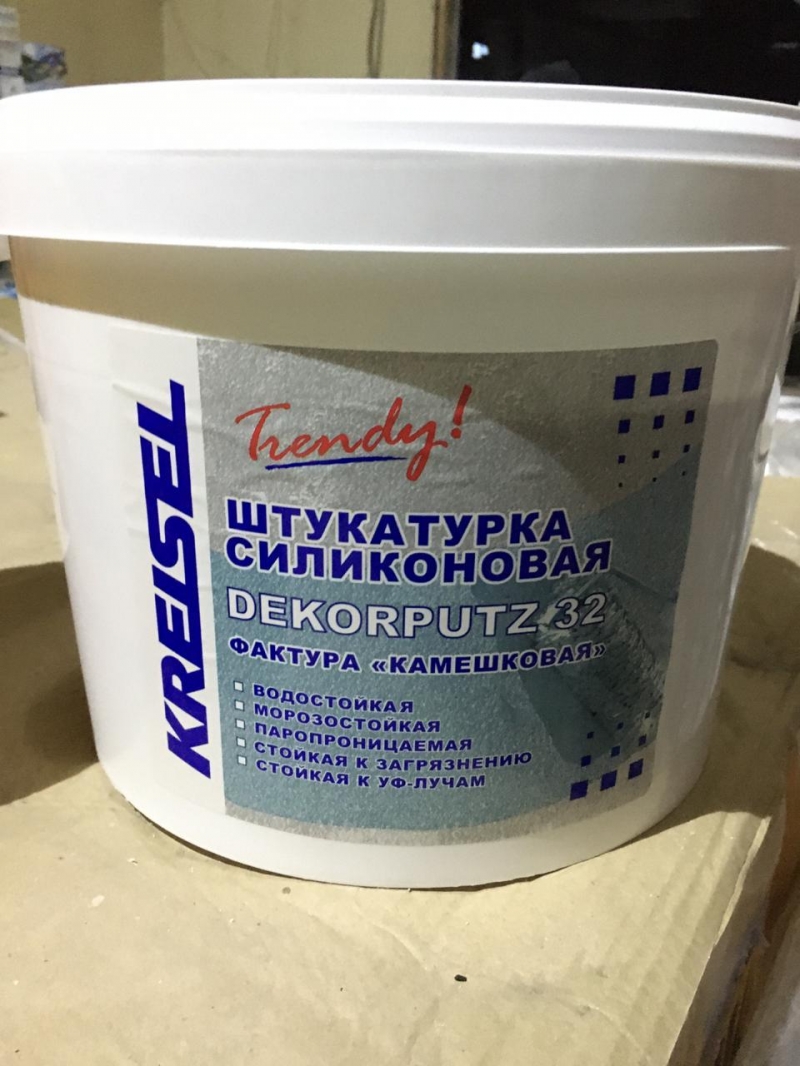 KREISEL
Trendy!
ШТУКАТУРКА
СИЛИКОНОВАЯ
DEKORPUTZ 32
ФАКТУРА «КАМЕШКОВАЯ»
ВОДОСТОЙКАЯ
МОРОЗОСТОЙКАЯ
ПАРОПРОНИЦАЕМАЯ
СТОЙКАЯ К ЗАГРЯЗНЕНИЮ
СТОЙКАЯ К УФ-ЛУЧАМ